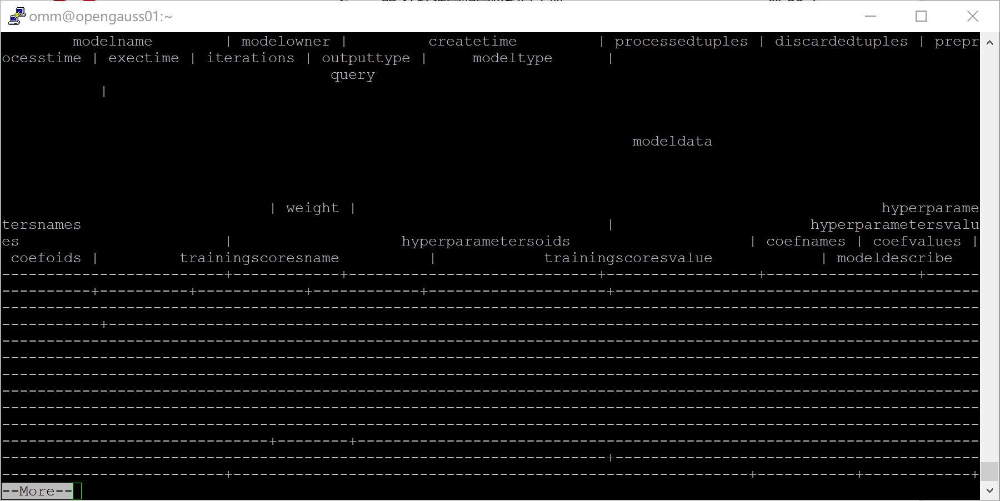 omm@opengauss01:~
modelname | modelowner | createtime | processedtuples | discardedtuples | prepr
ocesstime | exectime | iterations | outputtype | modeltype |
query
|
modeldata
| weight | hyperparame
tersnames | hyperparametersvalu
es | hyperparametersoids | coefnames | coefvalues |
coefoids | trainingscoresname | trainingscoresvalue | modeldescribe
--------------------------+------------+----------------------------+-----------------+-----------------+------
----------+----------+------------+------------+--------------------+------------------------------------------
--------------------------------------------------------------------------------------------------------------
-----------+--------------------------------------------------------------------------------------------------
--------------------------------------------------------------------------------------------------------------
--------------------------------------------------------------------------------------------------------------
--------------------------------------------------------------------------------------------------------------
--------------------------------------------------------------------------------------------------------------
--------------------------------------------------------------------------------------------------------------
--------------------------------------------------------------------------------------------------------------
------------------------------+--------+----------------------------------------------------------------------
--------------------------------------------------------------------+-----------------------------------------
-------------------------+----------------------------------------------------------+-----------+------------+
--More--